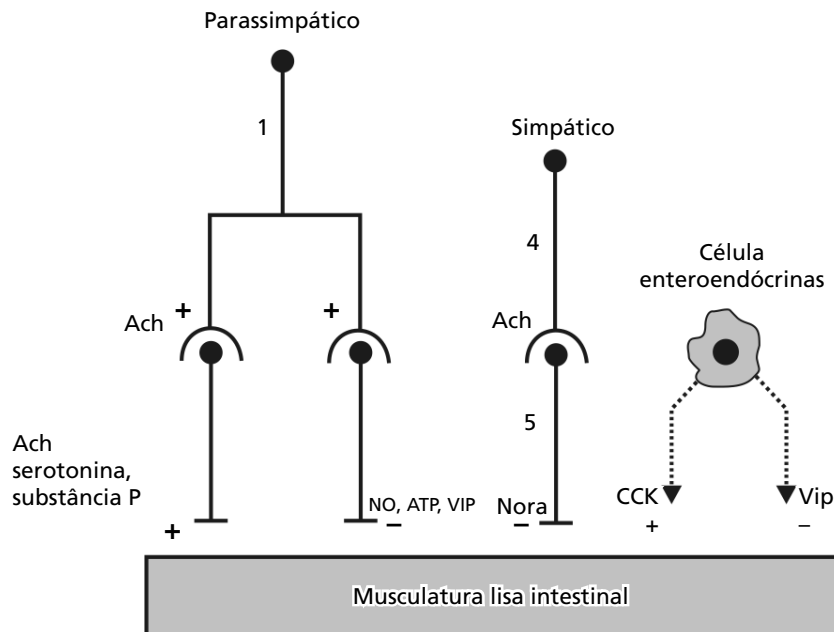 Parassimpático
1
Simpático
4
Célula
enteroendócrinas
+
+
Ach
Ach
5
Ach
serotonina,
substância P
+
NO, ATP, VIP
–
Nora
–
CCK
+
Vip
–
Musculatura lisa intestinal